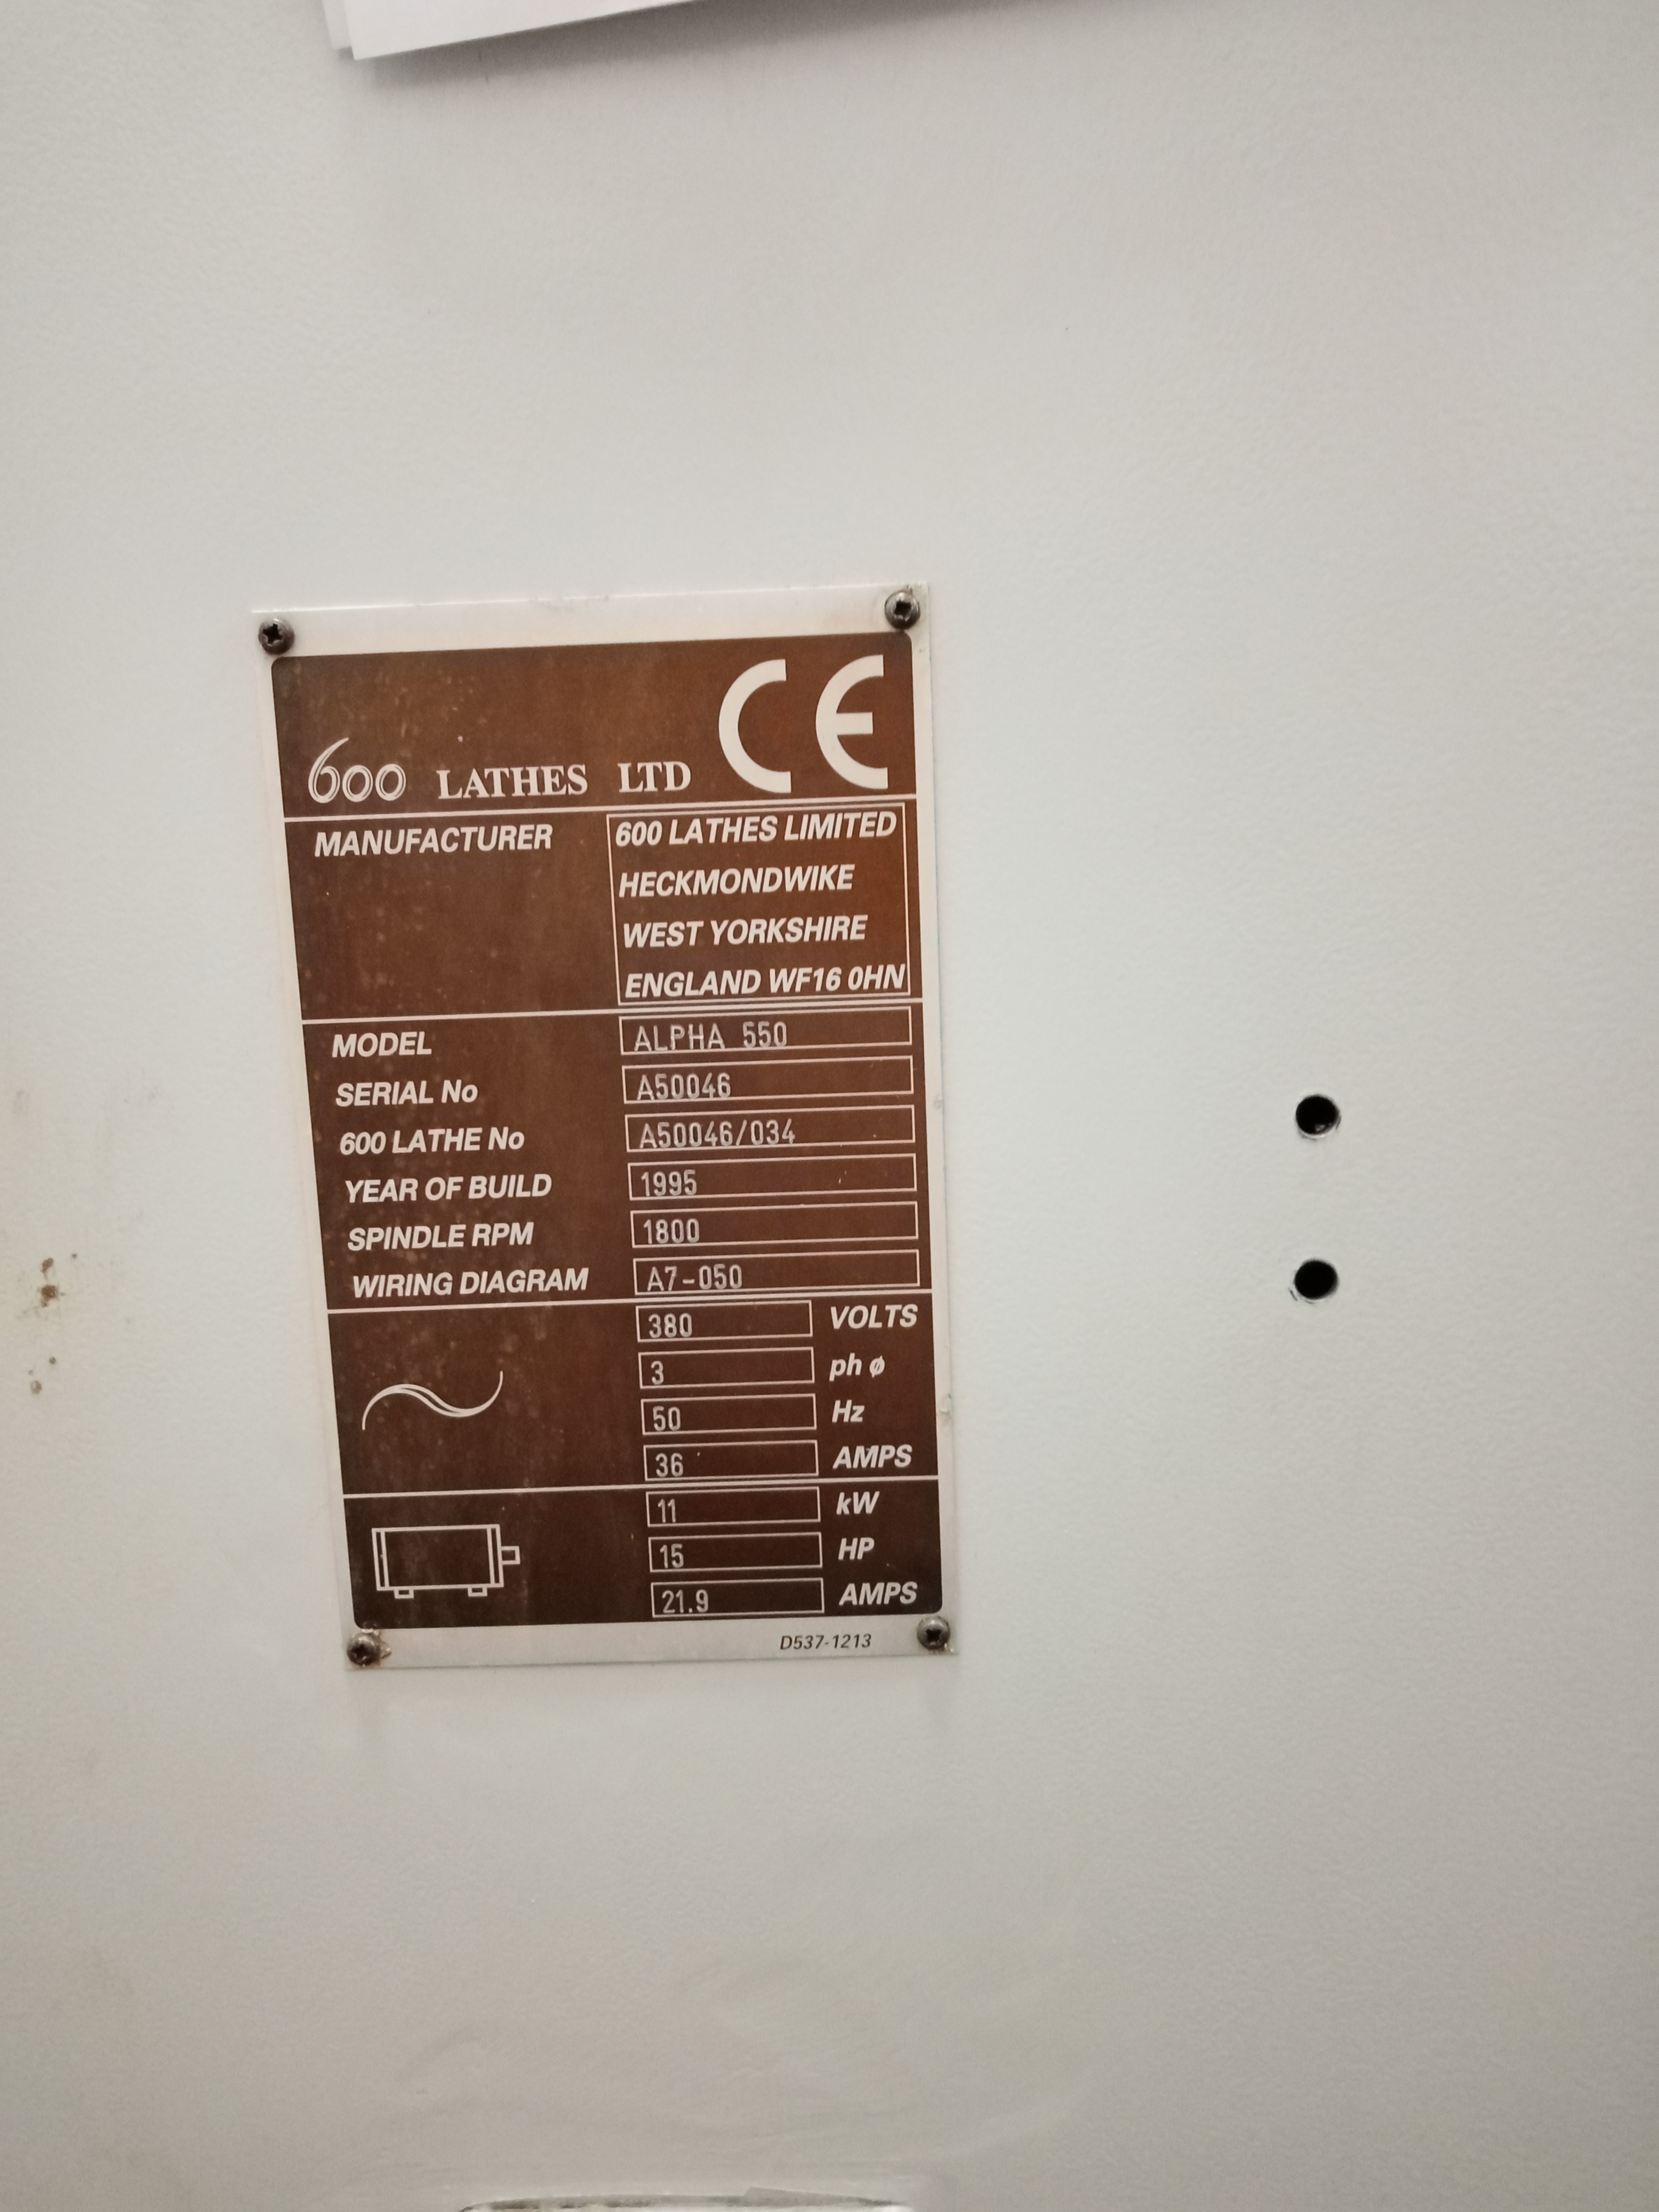 CE
600 LATHES LTD
MANUFACTURER 600 LATHES LIMITED
HECKMONDWIKE
WEST YORKSHIRE
ENGLAND WF16 0HN
MODEL ALPHA 550
SERIAL No A50046
600 LATHE No A50046/034
YEAR OF BUILD 1995
SPINDLE RPM 1800
WIRING DIAGRAM A7-050
380 VOLTS
3 ph ø
50 Hz
36 AMPS
11 kW
15 HP
21.9 AMPS
D537-1213